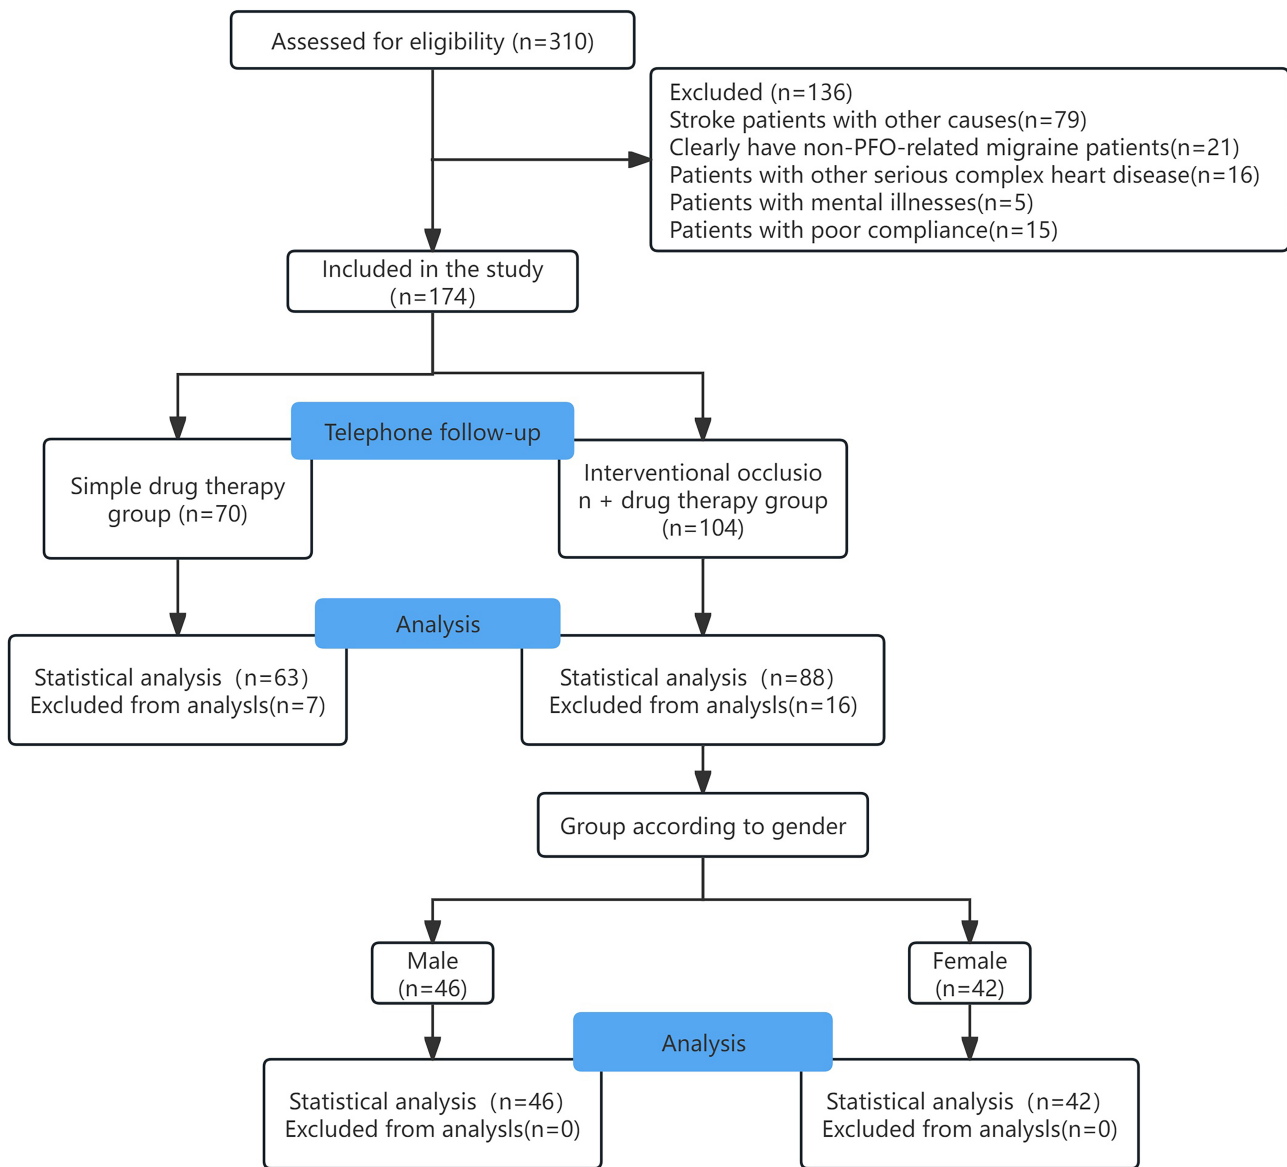 Assessed for eligibility (n=310)
Excluded (n=136)
Stroke patients with other causes(n=79)
Clearly have non-PFO-related migraine patients(n=21)
Patients with other serious complex heart disease(n=16)
Patients with mental illnesses(n=5)
Patients with poor compliance(n=15)
Included in the study
(n=174)
Telephone follow-up
Simple drug therapy
group (n=70)
Interventional occlusio
n + drug therapy group
(n=104)
Analysis
Statistical analysis（n=63）
Excluded from analysls(n=7)
Statistical analysis（n=88）
Excluded from analysls(n=16)
Group according to gender
Male
(n=46)
Female
(n=42)
Analysis
Statistical analysis（n=46）
Excluded from analysls(n=0)
Statistical analysis（n=42）
Excluded from analysls(n=0)